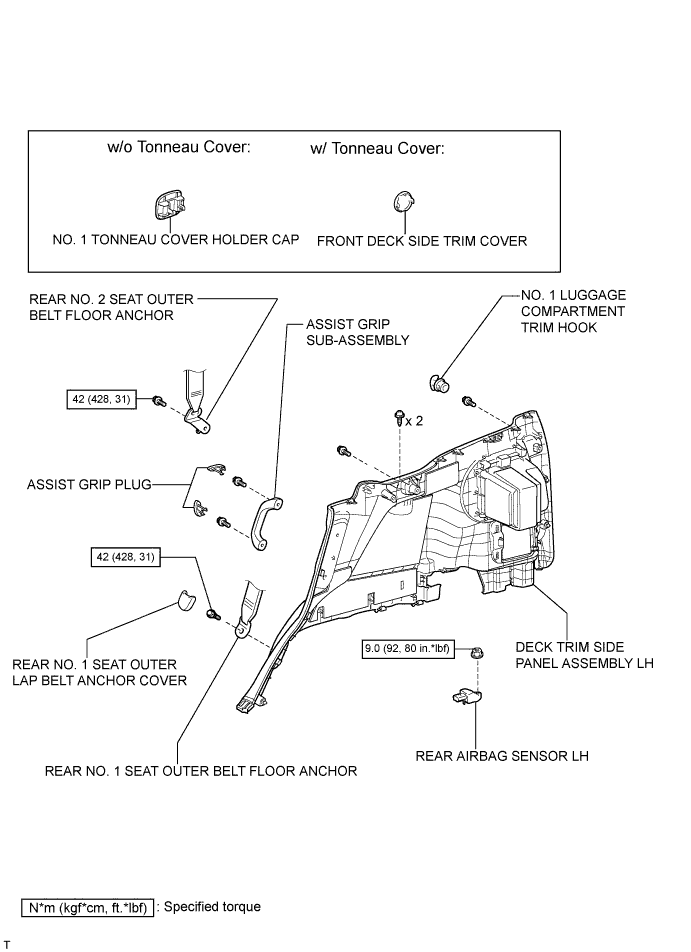 w/o Tonneau Cover:
w/ Tonneau Cover:
NO. 1 TONNEAU COVER HOLDER CAP
FRONT DECK SIDE TRIM COVER
REAR NO. 2 SEAT OUTER
BELT FLOOR ANCHOR
ASSIST GRIP
SUB-ASSEMBLY
NO. 1 LUGGAGE
COMPARTMENT
TRIM HOOK
42 (428, 31)
x 2
ASSIST GRIP PLUG
42 (428, 31)
REAR NO. 1 SEAT OUTER
LAP BELT ANCHOR COVER
9.0 (92, 80 in.*lbf)
DECK TRIM SIDE
PANEL ASSEMBLY LH
REAR AIRBAG SENSOR LH
REAR NO. 1 SEAT OUTER BELT FLOOR ANCHOR
N*m (kgf*cm, ft.*lbf) : Specified torque
T